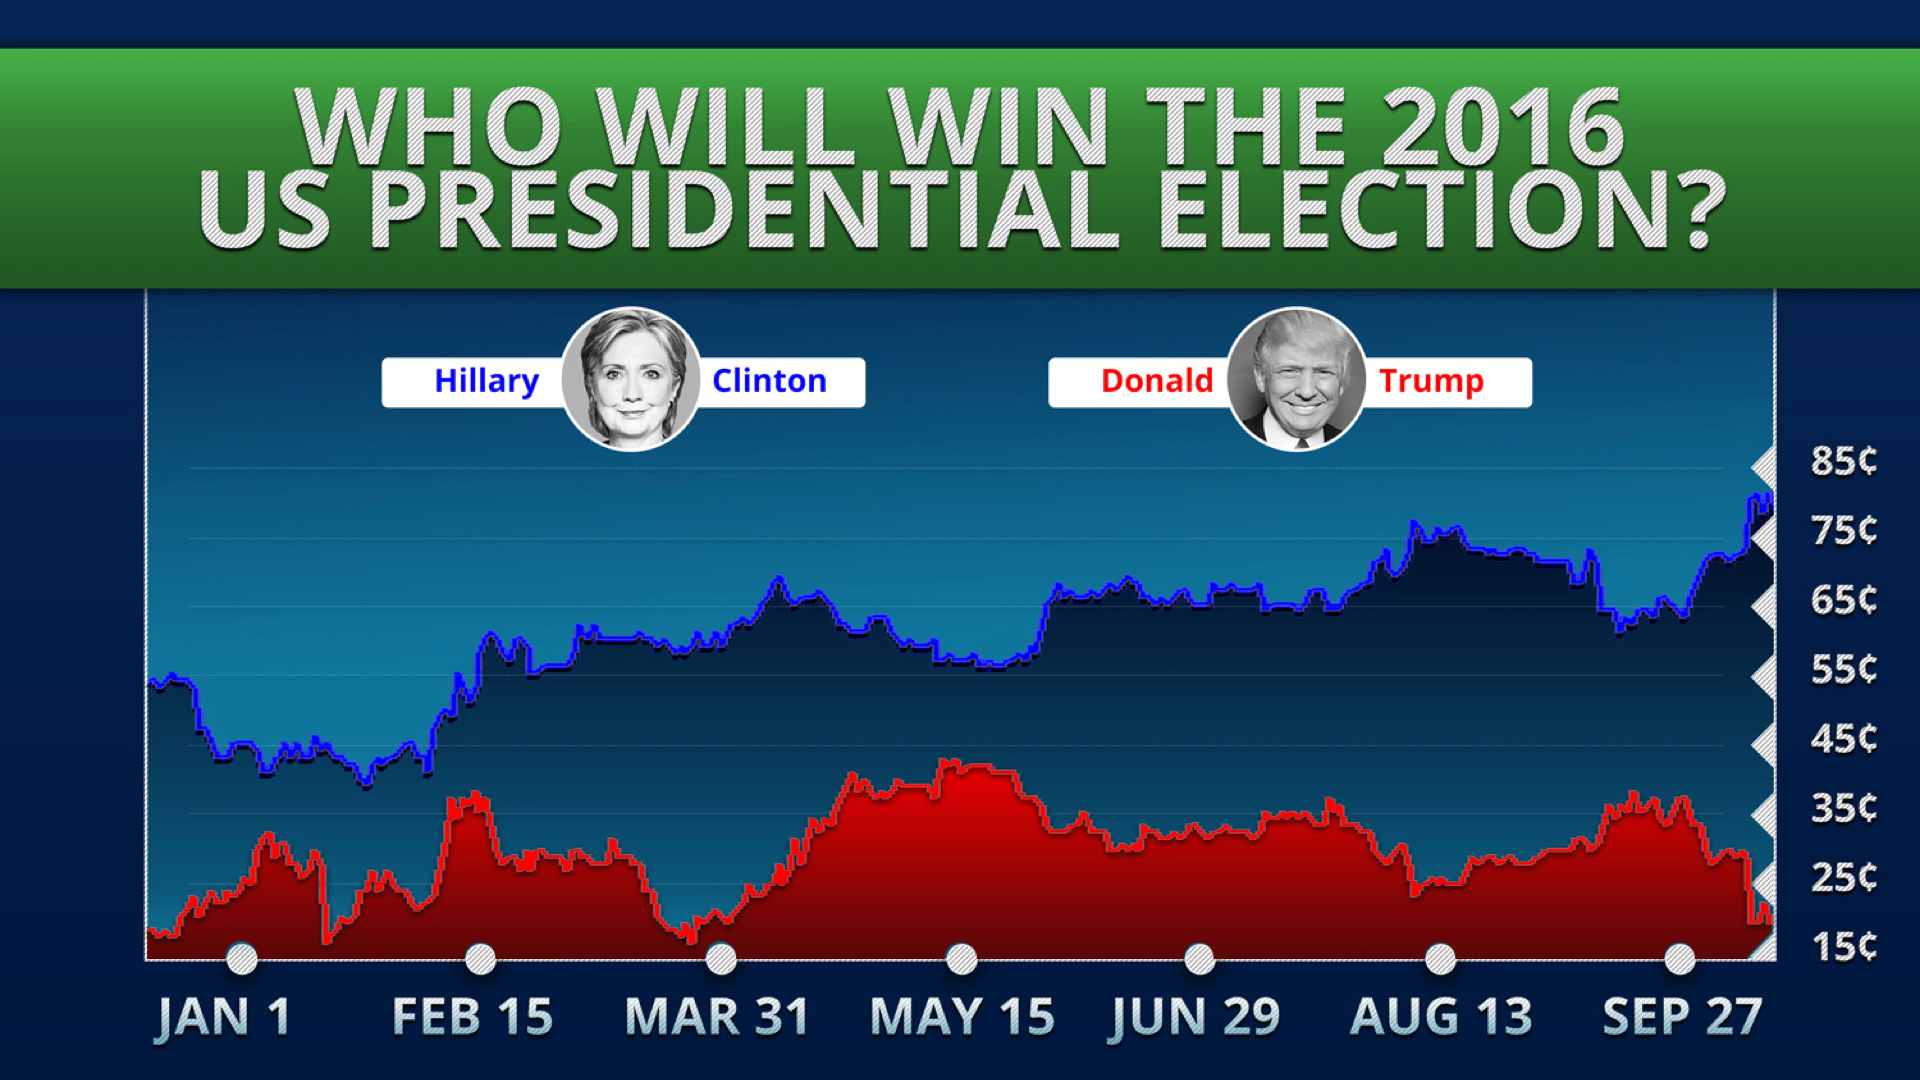 WHO WILL WIN THE 2016
US PRESIDENTIAL ELECTION?
Hillary Clinton
Donald Trump
85¢
75¢
65¢
55¢
45¢
35¢
25¢
15¢
JAN 1
FEB 15
MAR 31
MAY 15
JUN 29
AUG 13
SEP 27